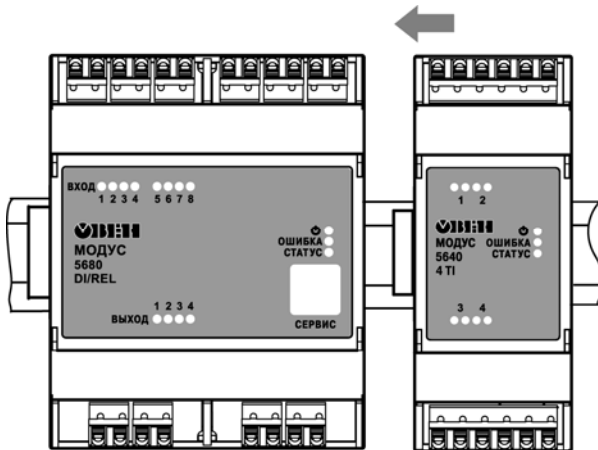 ВХОД
1 2 3 4 5 6 7 8
ОВЕН
МОДУС
5680
DI/REL
ОШИБКА
СТАТУС
1 2 3 4
ВЫХОД
СЕРВИС
1 2
ОВЕН
МОДУС
5640
4 TI
ОШИБКА
СТАТУС
3 4